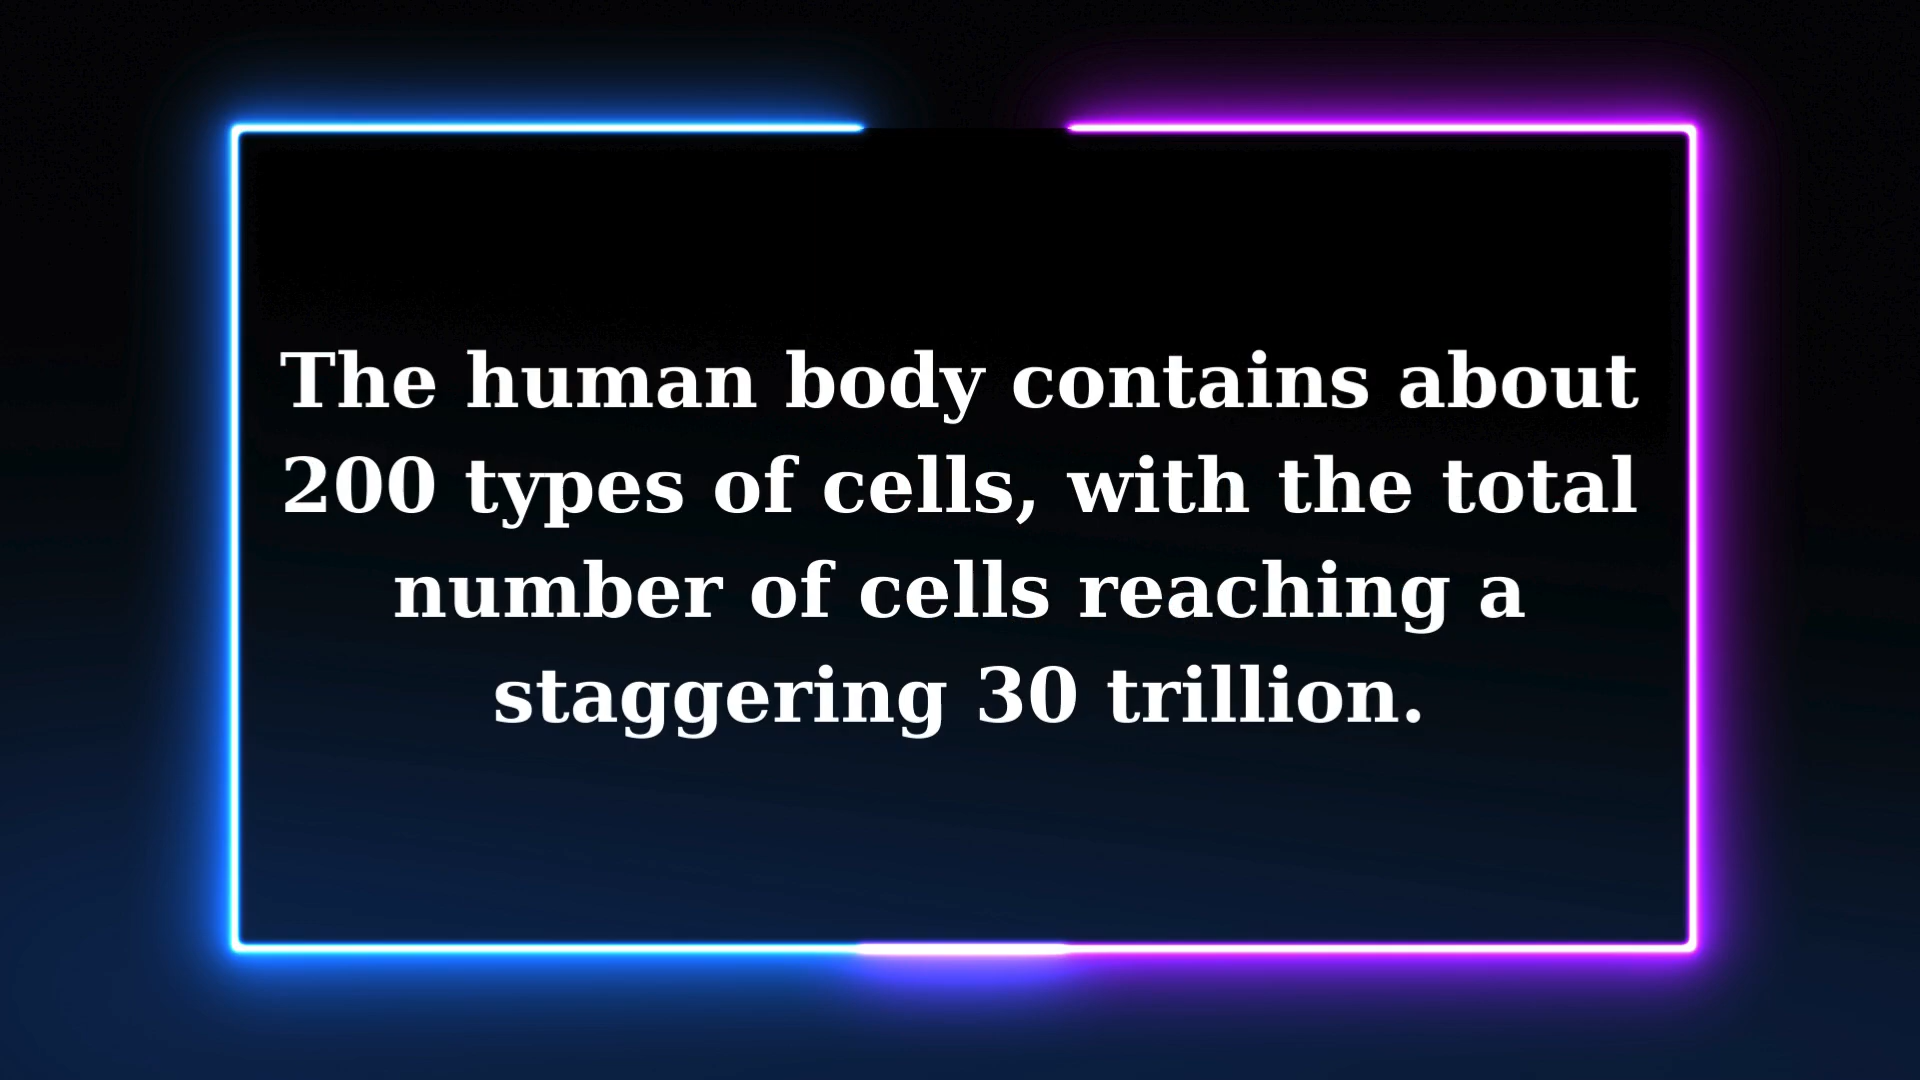 The human body contains about
200 types of cells, with the total
number of cells reaching a
staggering 30 trillion.